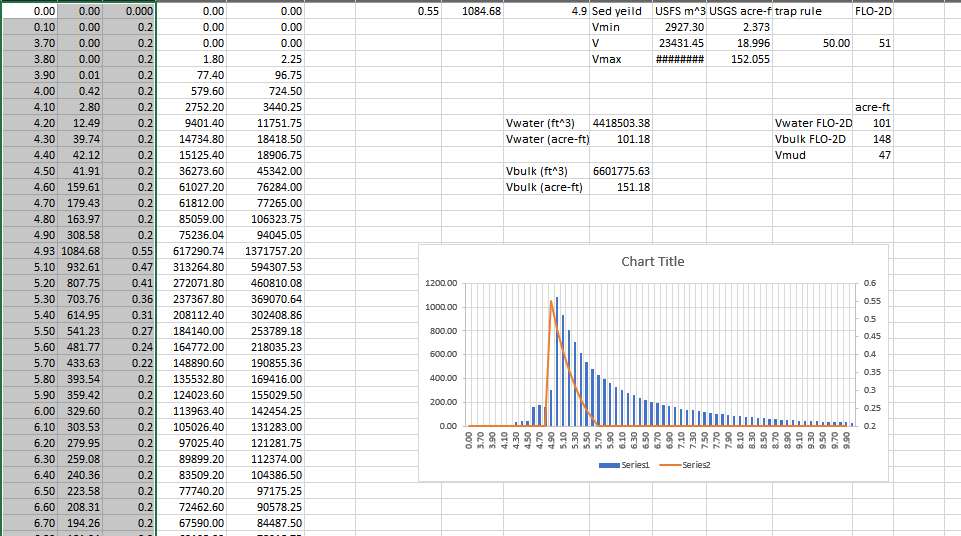 0.00 0.00 0.000 0.00 0.00 0.55 1084.68 4.9 Sed yeild USFS m^3 USGS acre-f trap rule FLO-2D
0.10 0.00 0.2 0.00 0.00 Vmin 2927.30 2.373
3.70 0.00 0.2 0.00 0.00 V 23431.45 18.996 50.00 51
3.80 0.00 0.2 1.80 2.25 Vmax ######## 152.055
3.90 0.01 0.2 77.40 96.75
4.00 0.42 0.2 579.60 724.50
4.10 2.80 0.2 2752.20 3440.25 acre-ft
4.20 12.49 0.2 9401.40 11751.75 Vwater (ft^3) 4418503.38 Vwater FLO-2D 101
4.30 39.74 0.2 14734.80 18418.50 Vwater (acre-ft) 101.18 Vbulk FLO-2D 148
4.40 42.12 0.2 15125.40 18906.75 Vmud 47
4.50 41.91 0.2 36273.60 45342.00 Vbulk (ft^3) 6601775.63
4.60 159.61 0.2 61027.20 76284.00 Vbulk (acre-ft) 151.18
4.70 179.43 0.2 61812.00 77265.00
4.80 163.97 0.2 85059.00 106323.75
4.90 308.58 0.2 75236.04 94045.05
4.93 1084.68 0.55 617290.74 1371757.20
5.10 932.61 0.47 313264.80 594307.53
5.20 807.75 0.41 272071.80 460810.08
5.30 703.76 0.36 237367.80 369070.64
5.40 614.95 0.31 208112.40 302408.86
5.50 541.23 0.27 184140.00 253789.18
5.60 481.77 0.24 164772.00 218035.23
5.70 433.63 0.22 148890.60 190855.36
5.80 393.54 0.2 135532.80 169416.00
5.90 359.42 0.2 124023.60 155029.50
6.00 329.60 0.2 113963.40 142454.25
6.10 303.53 0.2 105026.40 131283.00
6.20 279.95 0.2 97025.40 121281.75
6.30 259.08 0.2 89899.20 112374.00
6.40 240.36 0.2 83509.20 104386.50
6.50 223.58 0.2 77740.20 97175.25
6.60 208.31 0.2 72462.60 90578.25
6.70 194.26 0.2 67590.00 84487.50
Chart Title
1200.00 0.6
0.55
1000.00 0.5
800.00 0.45
600.00 0.4
0.35
400.00 0.3
200.00 0.25
0.00 0.2
0.00 3.70 3.90 4.10 4.30 4.50 4.70 4.90 5.10 5.30 5.50 5.70 5.90 6.10 6.30 6.50 6.70 6.90 7.10 7.30 7.50 7.70 7.90 8.10 8.30 8.50 8.70 8.90 9.10 9.30 9.50 9.70 9.90
Series1 Series2